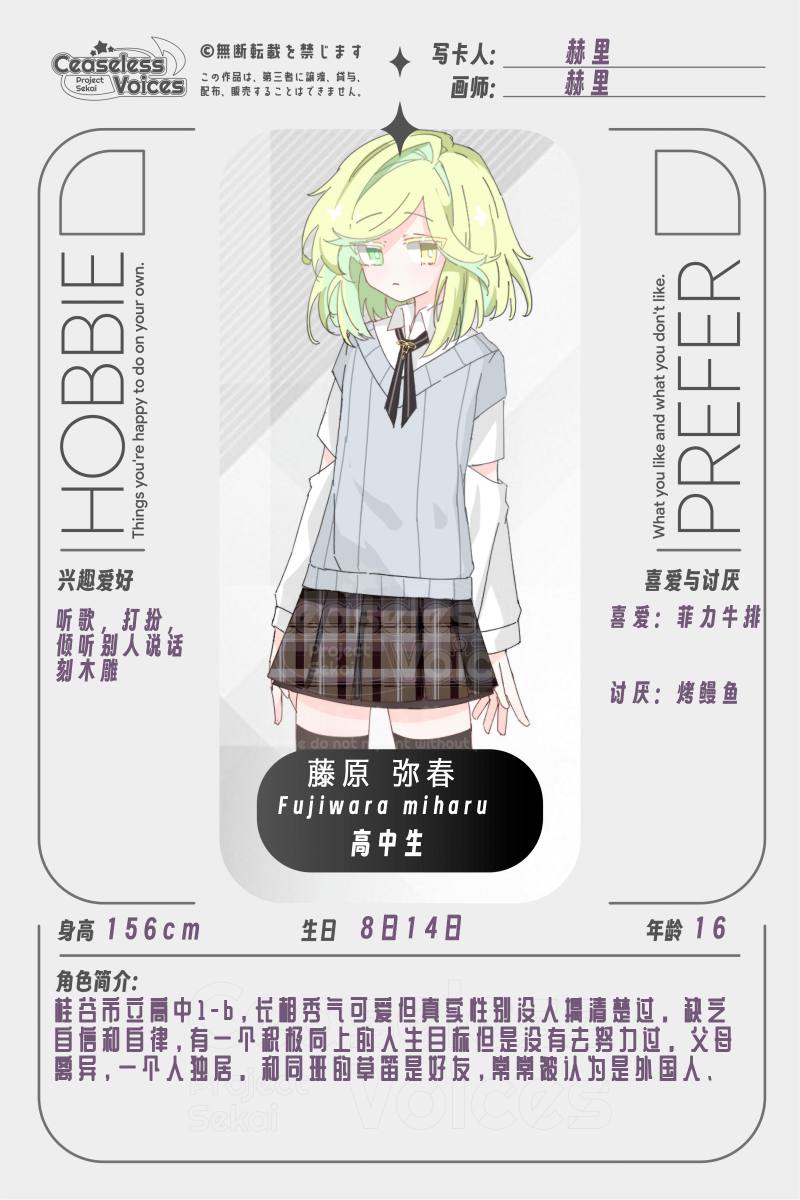 Ceaseless
Project
Sekai
Voices
©無断転載を禁じます
この作品は、第三者に譲渡、貸与、
配布、販売することはできません。
写卡人: 赫里
画师: 赫里
HOBBIE
Things you're happy to do on your own.
兴趣爱好
听歌，打扮，
倾听别人说话
刻木雕
PREFER
What you like and what you don't like.
喜爱与讨厌
喜爱：菲力牛排
讨厌：烤鳗鱼
藤原 弥春
Fujiwara miharu
高中生
身高 156cm
生日 8日14日
年龄 16
角色简介:
桂谷市立高中1-b,长相秀气可爱但真实性别没人搞清楚过。缺乏
自信和自律,有一个积极向上的人生目标但是没有去努力过。父母
离异,一个人独居。和同班的草笛是好友,常常被认为是外国人、
Project
Sekai
Voices